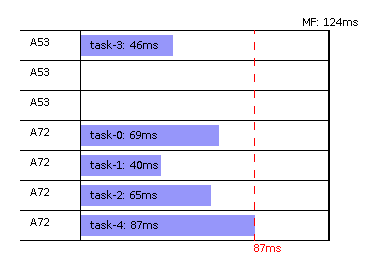 MF: 124ms
A53 task-3: 46ms
A53
A53
A72 task-0: 69ms
A72 task-1: 40ms
A72 task-2: 65ms
A72 task-4: 87ms
87ms